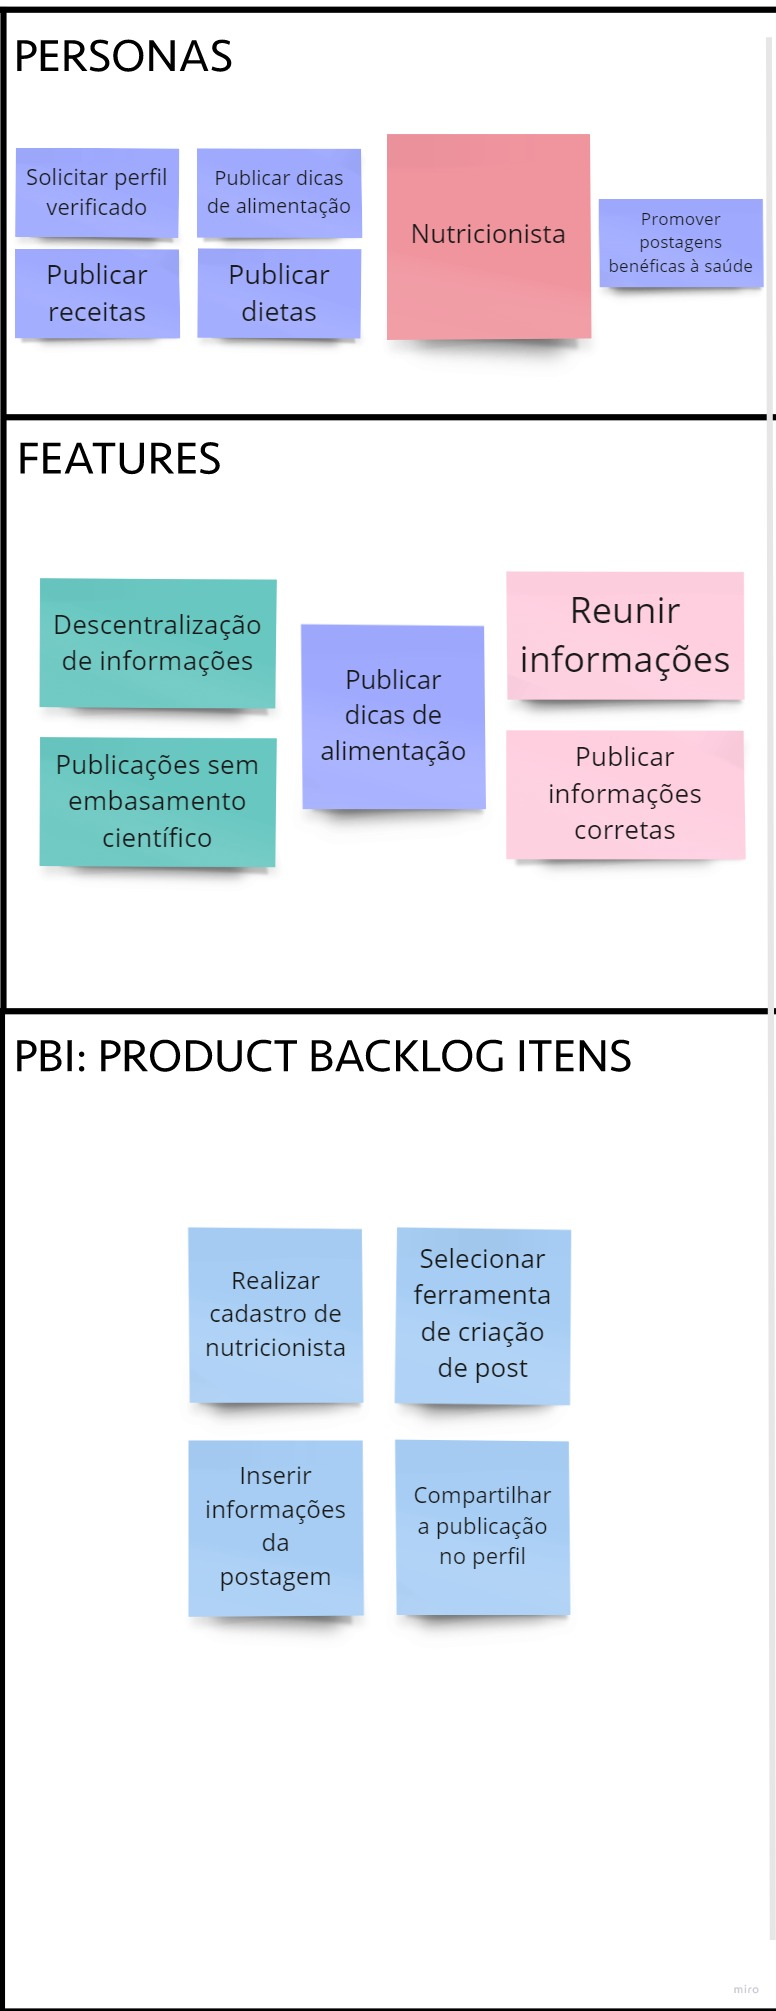 PERSONAS
Solicitar perfil
verificado
Publicar dicas
de alimentação
Publicar
receitas
Publicar
dietas
Nutricionista
Promover
postagens
benéficas à saúde
FEATURES
Descentralização
de informações
Publicações sem
embasamento
científico
Publicar
dicas de
alimentação
Reunir
informações
Publicar
informações
corretas
PBI: PRODUCT BACKLOG ITENS
Realizar
cadastro de
nutricionista
Selecionar
ferramenta
de criação
de post
Inserir
informações
da
postagem
Compartilhar
a publicação
no perfil
miro